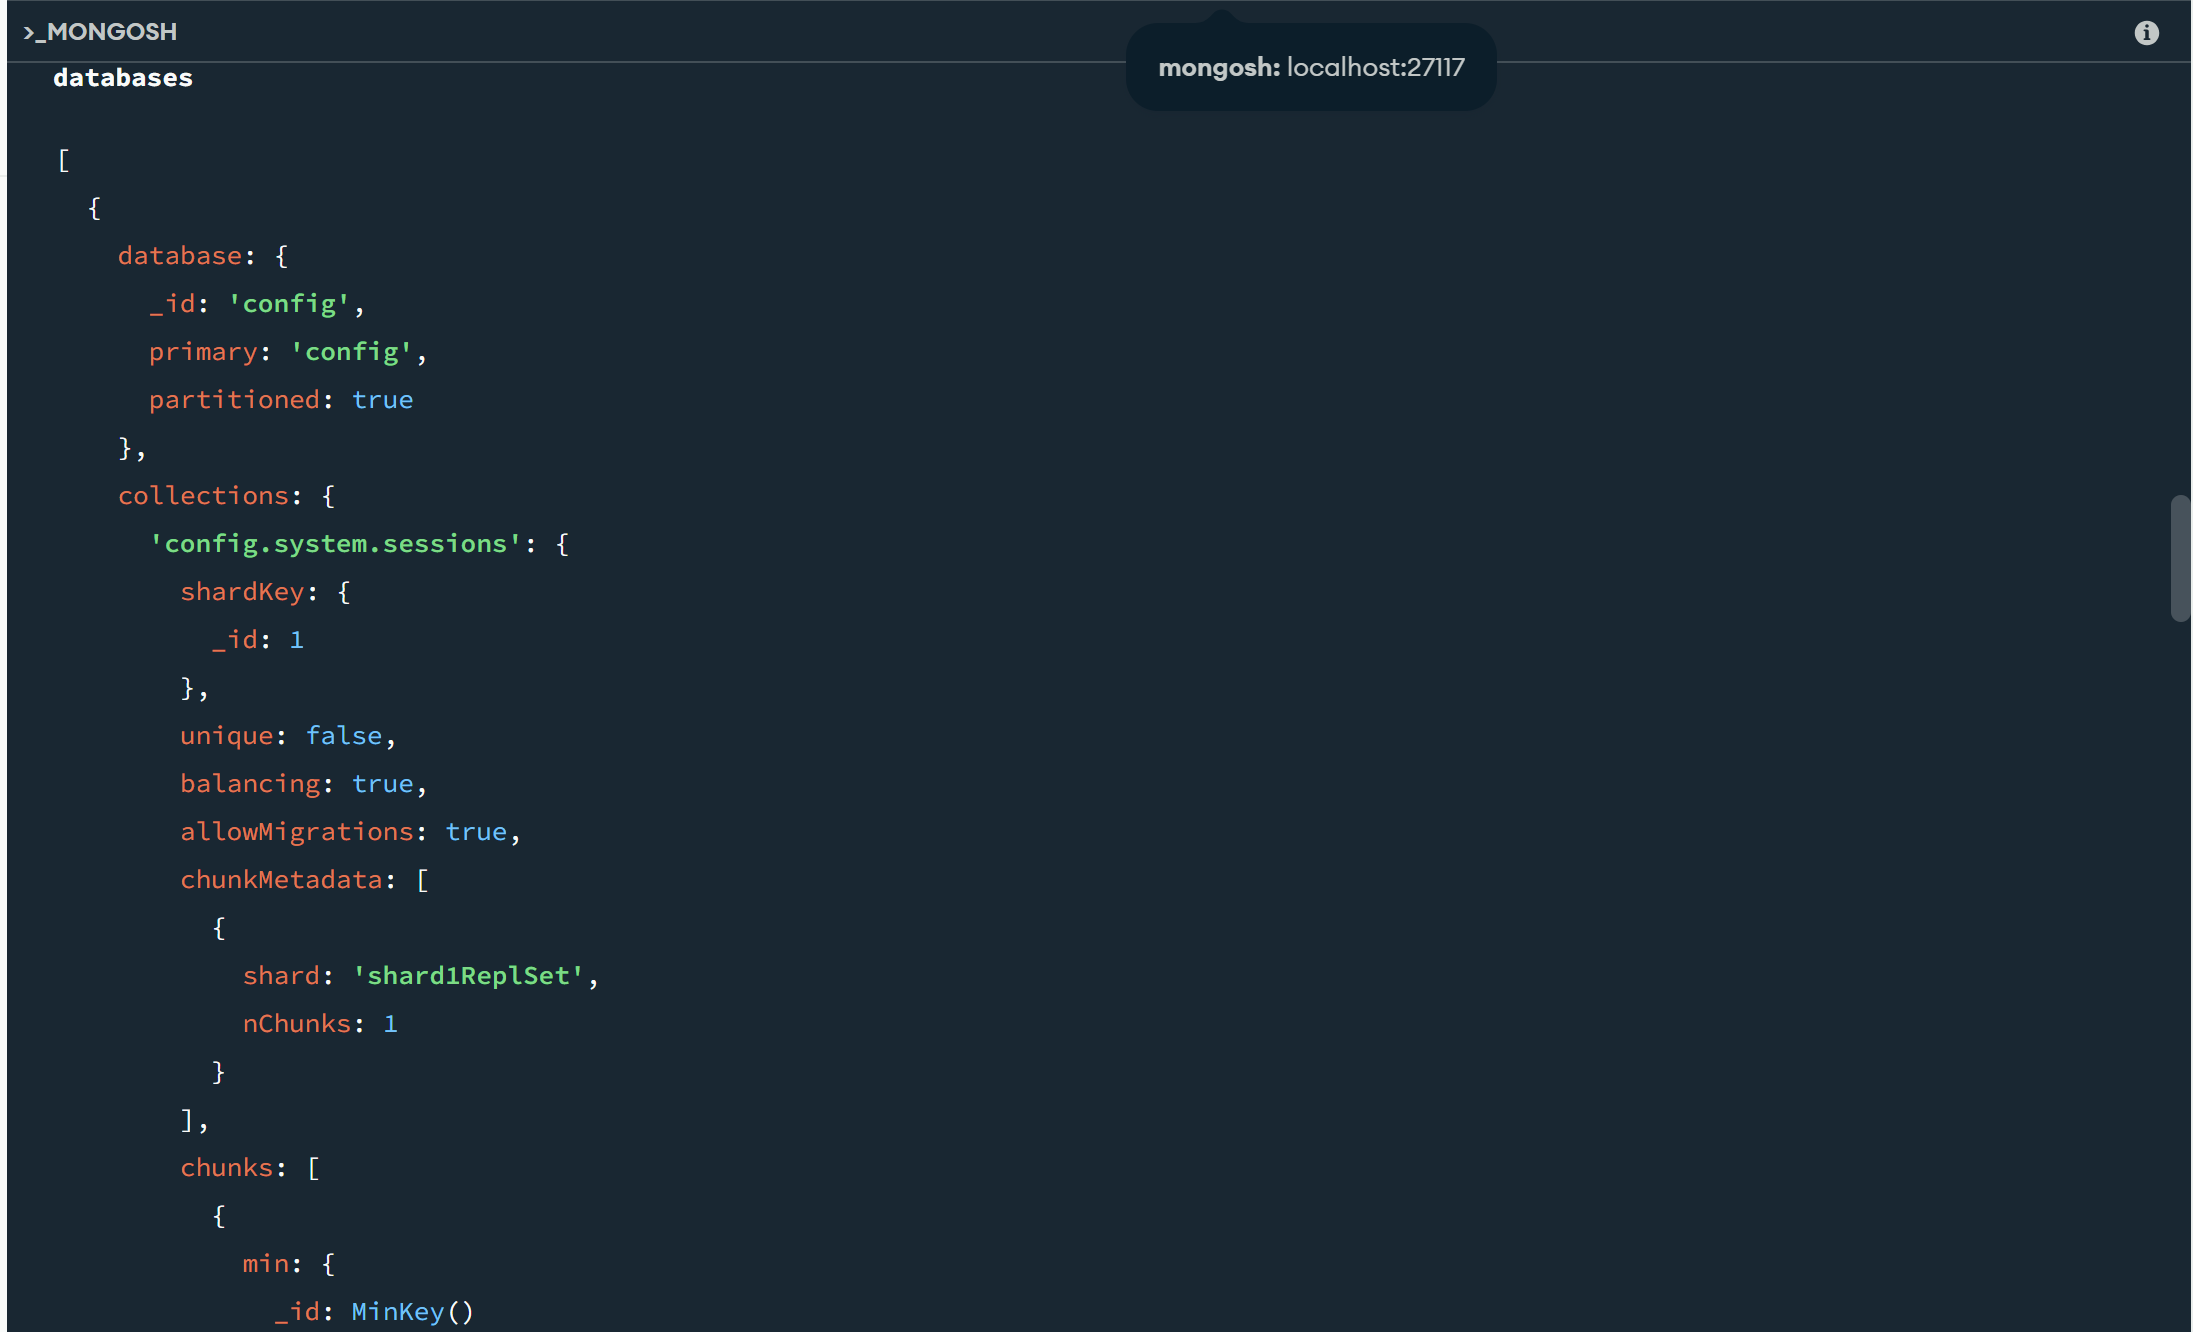 >_MONGOSH
mongosh: localhost:27117
databases
[
  {
    database: {
      _id: 'config',
      primary: 'config',
      partitioned: true
    },
    collections: {
      'config.system.sessions': {
        shardKey: {
          _id: 1
        },
        unique: false,
        balancing: true,
        allowMigrations: true,
        chunkMetadata: [
          {
            shard: 'shard1ReplSet',
            nChunks: 1
          }
        ],
        chunks: [
          {
            min: {
              _id: MinKey()